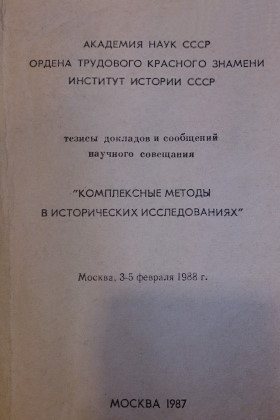 АКАДЕМИЯ НАУК СССР
ОРДЕНА ТРУДОВОГО КРАСНОГО ЗНАМЕНИ
ИНСТИТУТ ИСТОРИИ СССР
тезисы докладов и сообщений
научного совещания
"КОМПЛЕКСНЫЕ МЕТОДЫ
В ИСТОРИЧЕСКИХ ИССЛЕДОВАНИЯХ"
Москва, 3-5 февраля 1988 г.
МОСКВА 1987